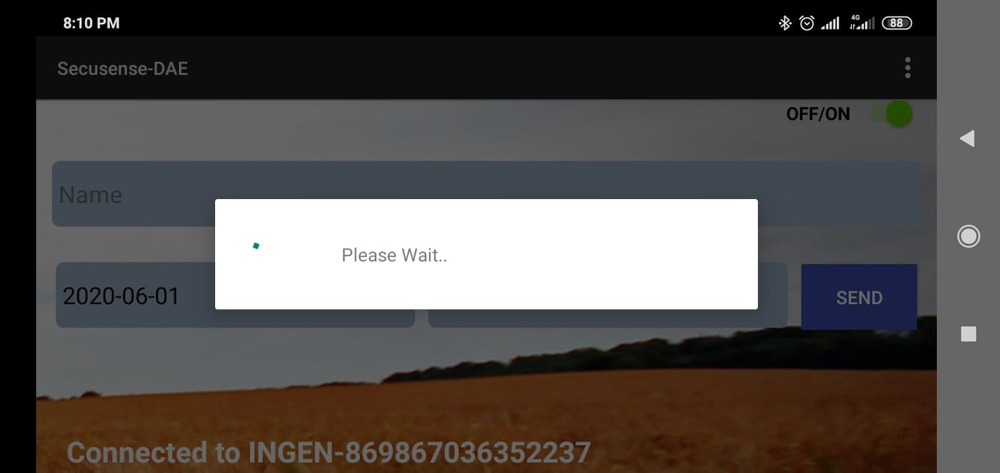 8:10 PM
4G
88
Secusense-DAE
OFF/ON
Name
Please Wait..
2020-06-01
SEND
Connected to INGEN-869867036352237